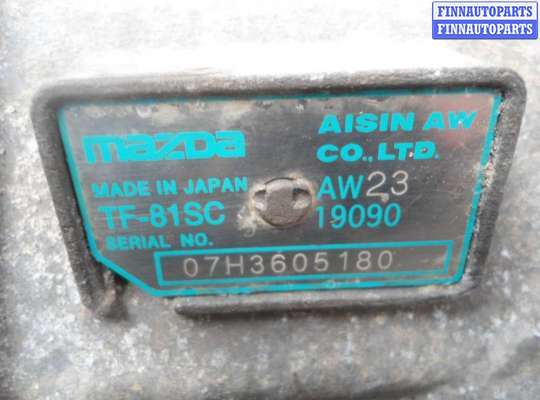 FINNAUTOPARTS
FINNAUTOPARTS
mazda AISIN AW
CO., LTD.
MADE IN JAPAN AW23
TF-81SC 19090
SERIAL NO.
07H3605180